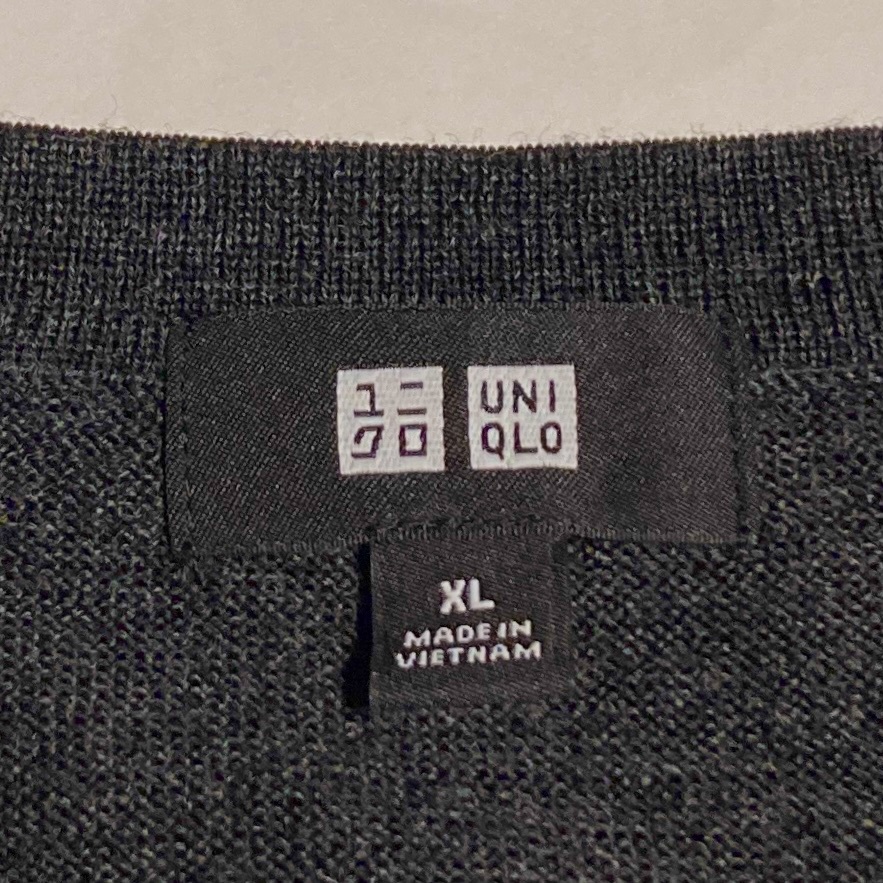 ユニ
クロ
UNI
QLO
XL
MADE IN
VIETNAM